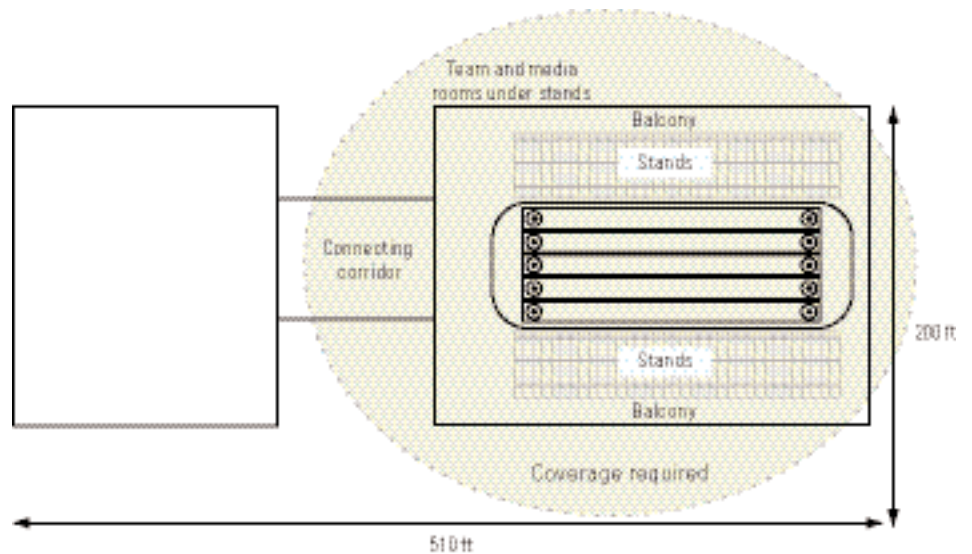 Team and media
rooms under stands
Balcony
Stands
Connecting
corridor
200 ft
Stands
Balcony
Coverage required
510 ft